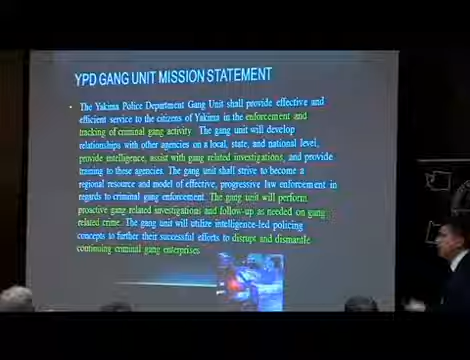 YPD GANG UNIT MISSION STATEMENT
• The Yakima Police Department Gang Unit shall provide effective and
efficient service to the citizens of Yakima in the enforcement and
tracking of criminal gang activity. The gang unit will develop
relationships with other agencies on a local, state, and national level,
provide intelligence, assist with gang related investigations, and provide
training to these agencies. The gang unit shall strive to become a
regional resource and model of effective, progressive law enforcement in
regards to criminal gang enforcement. The gang unit will perform
proactive gang related investigations and follow-up as needed on gang
related crime. The gang unit will utilize intelligence-led policing
concepts to further their successful efforts to disrupt and dismantle
continuing criminal gang enterprises.